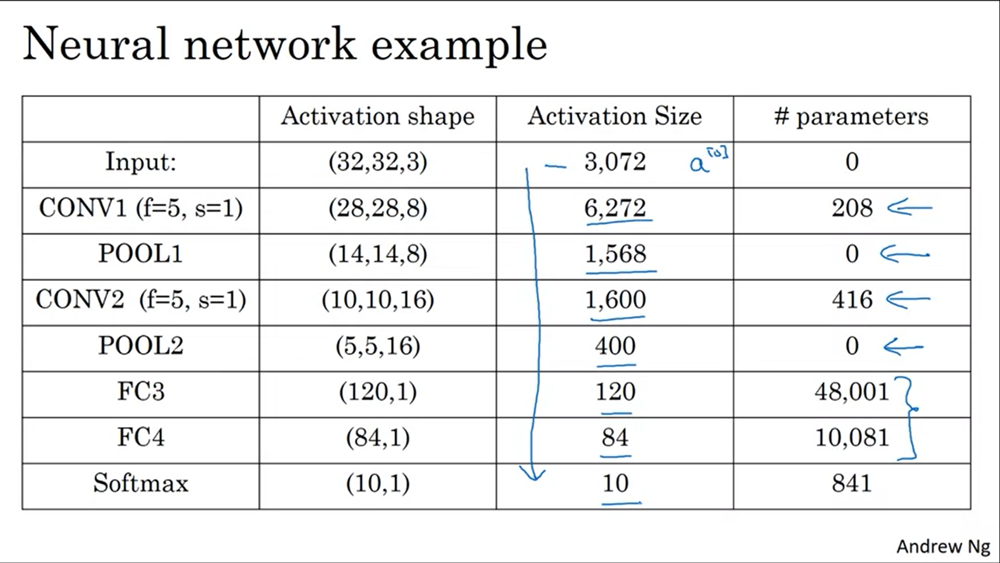 Neural network example
Activation shape Activation Size # parameters
Input: (32,32,3) 3,072 a[0] 0
CONV1 (f=5, s=1) (28,28,8) 6,272 208
POOL1 (14,14,8) 1,568 0
CONV2 (f=5, s=1) (10,10,16) 1,600 416
POOL2 (5,5,16) 400 0
FC3 (120,1) 120 48,001
FC4 (84,1) 84 10,081
Softmax (10,1) 10 841
Andrew Ng